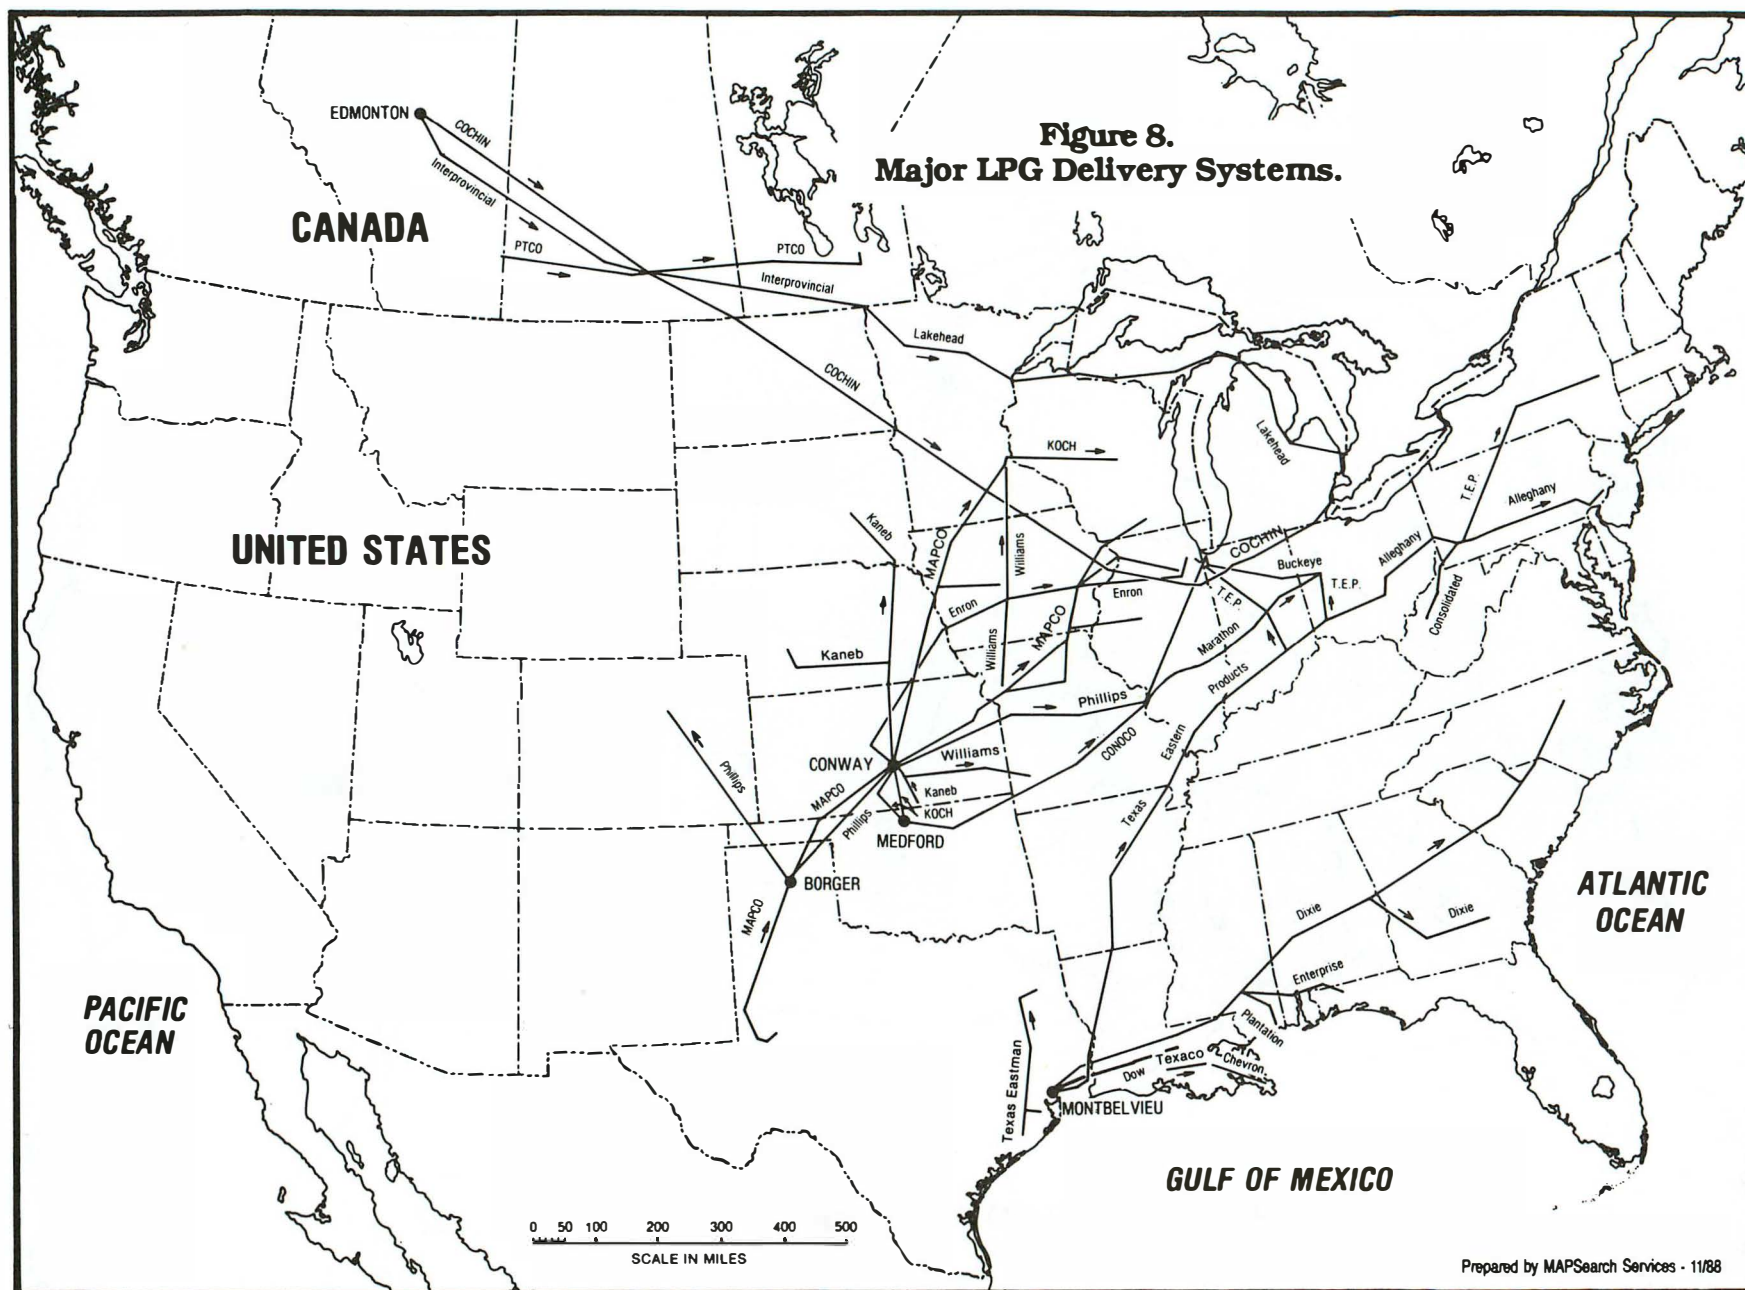 Figure 8.
Major LPG Delivery Systems.
EDMONTON
COCHIN
Interprovincial
CANADA
PTCO
PTCO
Interprovincial
Lakehead
COCHIN
KOCH
Lakehead
T.E.P.
Alleghany
Kaneb
MAPCO
Williams
COCHIN
Buckeye
Alleghany
UNITED STATES
T.E.P.
Enron
Enron
T.E.P.
Consolidated
MAPCO
Marathon
Kaneb
Williams
Products
Phillips
CONOCO
Eastern
Williams
CONWAY
Phillips
MAPCO
Kaneb
KOCH
Texas
Phillips
MEDFORD
BORGER
MAPCO
Dixie
Dixie
ATLANTIC
OCEAN
Enterprise
PACIFIC
OCEAN
Plantation
Texaco
Chevron
Dow
Texas Eastman
MONTBELVIEU
GULF OF MEXICO
0 50 100 200 300 400 500
SCALE IN MILES
Prepared by MAPSearch Services - 11/88